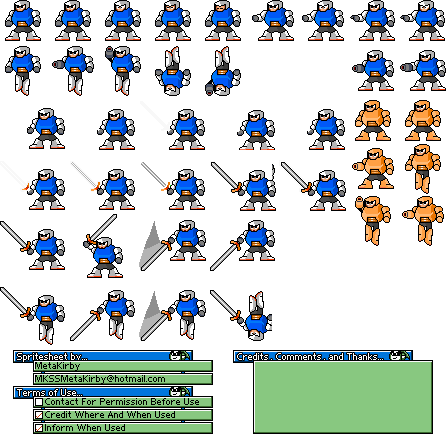 Spritesheet by...
Credits, Comments, and Thanks...
MetaKirby
MKSSMetaKirby@hotmail.com
Terms of Use...
Contact For Permission Before Use
Credit Where And When Used
Inform When Used